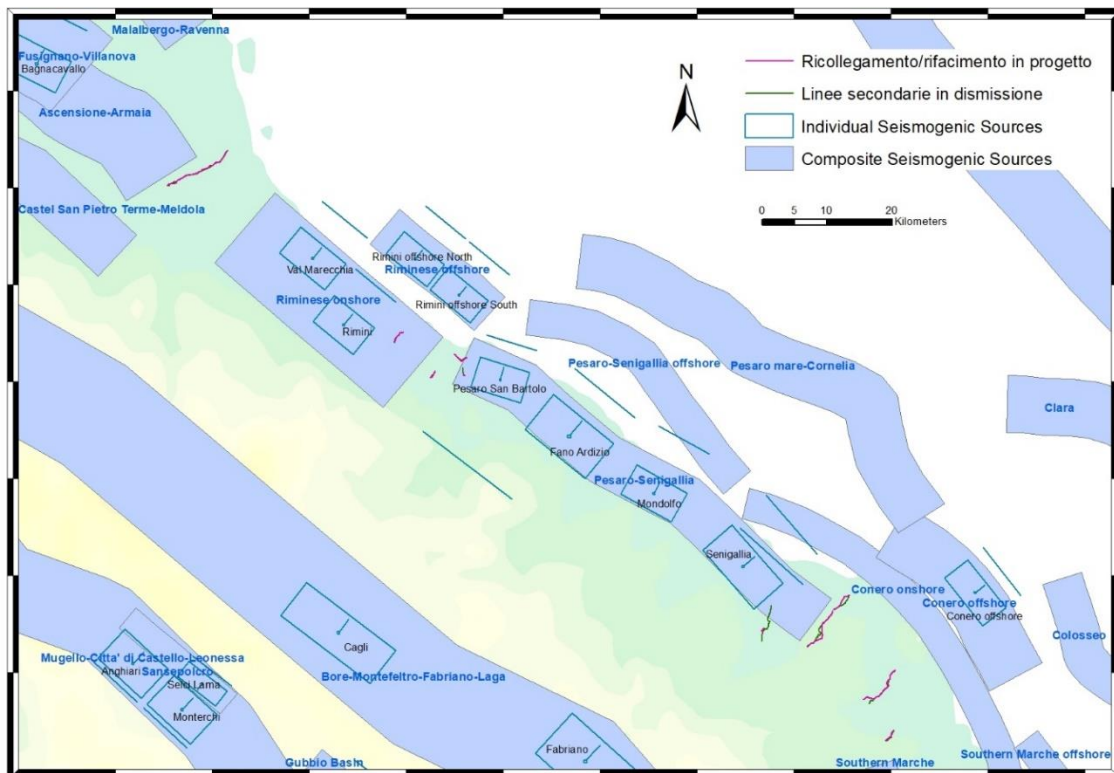 Malalbergo-Ravenna
Fusignano-Villanova
Bagnacavallo
Ascensione-Armaia
Castel San Pietro Terme-Meldola
N
Ricollegamento/rifacimento in progetto
Linee secondarie in dismissione
Individual Seismogenic Sources
Composite Seismogenic Sources
0 5 10 20
Kilometers
Val Marecchia
Rimini offshore North
Riminese offshore
Riminese onshore
Rimini offshore South
Rimini
Pesaro-Senigallia offshore
Pesaro mare-Cornelia
Pesaro San Bartolo
Clara
Fano Ardizio
Pesaro-Senigallia
Mondolfo
Senigallia
Conero onshore
Conero offshore
Conero offshore
Colosseo
Cagli
Mugello-Citta' di Castello-Leonessa
Anghiari
Sansepolcro
Selci Lama
Bore-Montefeltro-Fabriano-Laga
Monterchi
Fabriano
Gubbio Basin
Southern Marche
Southern Marche offshore